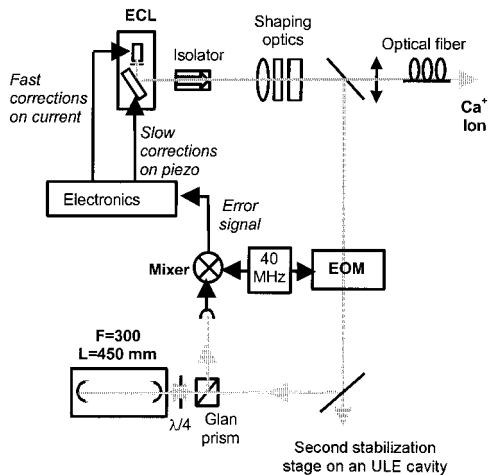 ECL
Isolator
Shaping
optics
Optical fiber
Fast
corrections
on current
Ca+
Ion
Slow
corrections
on piezo
Electronics
Error
signal
Mixer
40
MHz
EOM
F=300
L=450 mm
λ/4
Glan
prism
Second stabilization
stage on an ULE cavity